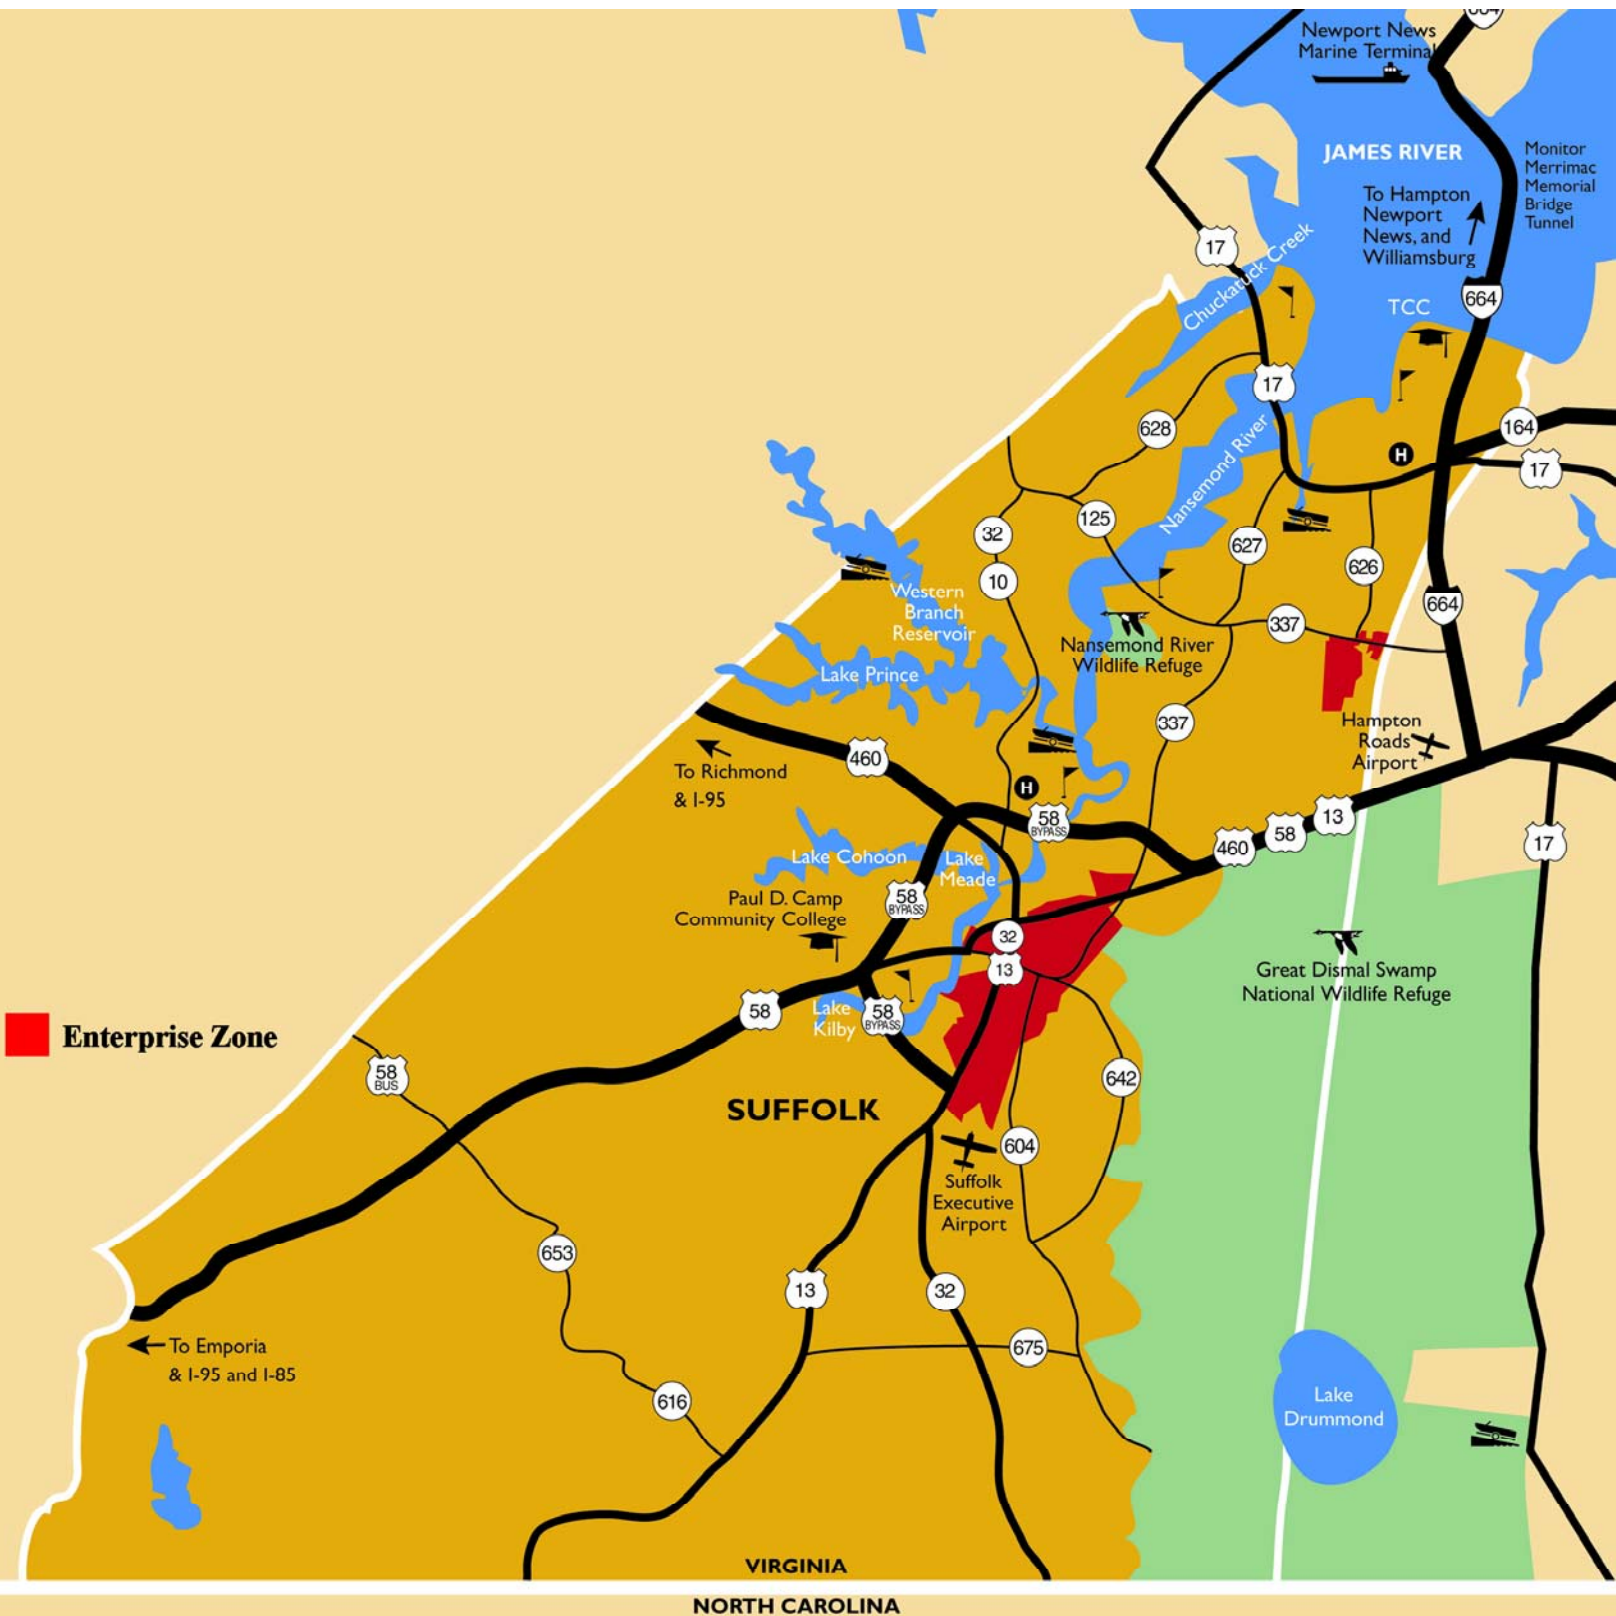 664
Newport News
Marine Terminal
JAMES RIVER
Monitor
Merrimac
Memorial
Bridge
Tunnel
To Hampton
Newport
News, and
Williamsburg
17
Chuckatuck Creek
664
TCC
17
628
164
Nansemond River
H
17
125
32
627
626
10
Western
Branch
Reservoir
664
337
Nansemond River
Wildlife Refuge
Lake Prince
337
Hampton
Roads
Airport
460
To Richmond
& I-95
H
58
BYPASS
13
58
460
17
Lake Cohoon
Lake
Meade
58
BYPASS
Paul D. Camp
Community College
32
13
Great Dismal Swamp
National Wildlife Refuge
58
Lake
Kilby
58
BYPASS
Enterprise Zone
58
BUS
642
SUFFOLK
604
Suffolk
Executive
Airport
653
13
32
To Emporia
& I-95 and I-85
675
616
Lake
Drummond
VIRGINIA
NORTH CAROLINA